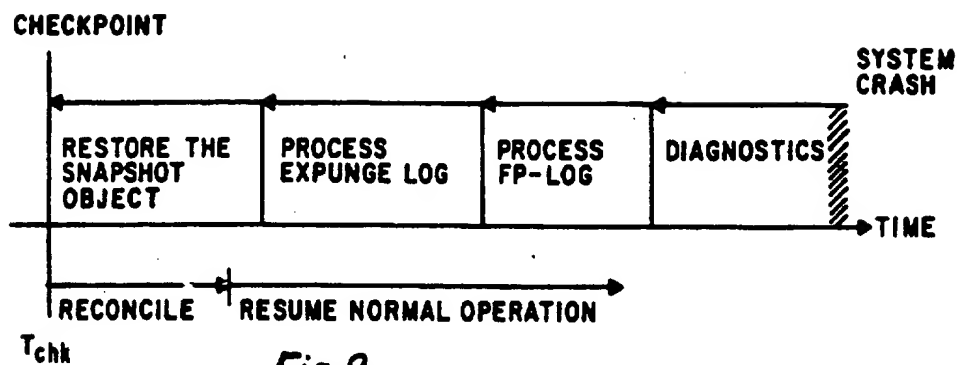 CHECKPOINT
SYSTEM
CRASH
RESTORE THE
SNAPSHOT
OBJECT
PROCESS
EXPUNGE LOG
PROCESS
FP-LOG
DIAGNOSTICS
TIME
RECONCILE
RESUME NORMAL OPERATION
Tchk